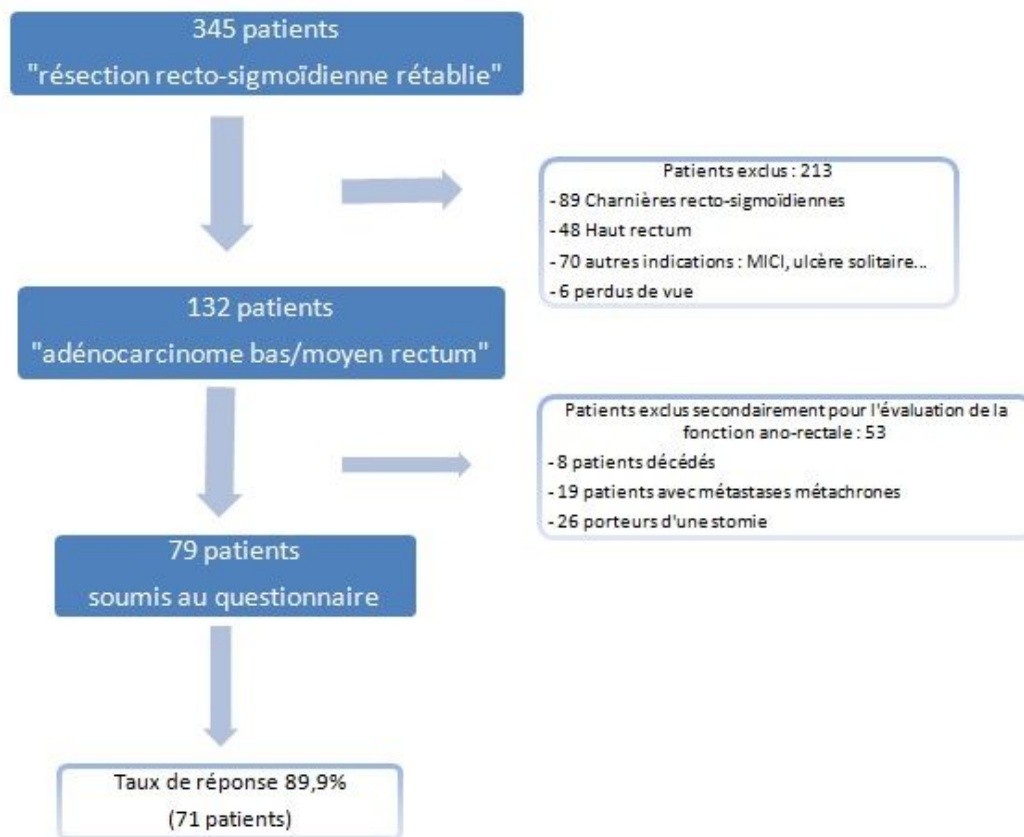 345 patients
"résection recto-sigmoïdienne rétablie"
Patients exclus : 213
- 89 Charnières recto-sigmoïdiennes
- 48 Haut rectum
- 70 autres indications : MICI, ulcère solitaire...
- 6 perdus de vue
132 patients
"adénocarcinome bas/moyen rectum"
Patients exclus secondairement pour l'évaluation de la
fonction ano-rectale : 53
- 8 patients décédés
- 19 patients avec métastases métachrones
- 26 porteurs d'une stomie
79 patients
soumis au questionnaire
Taux de réponse 89,9%
(71 patients)